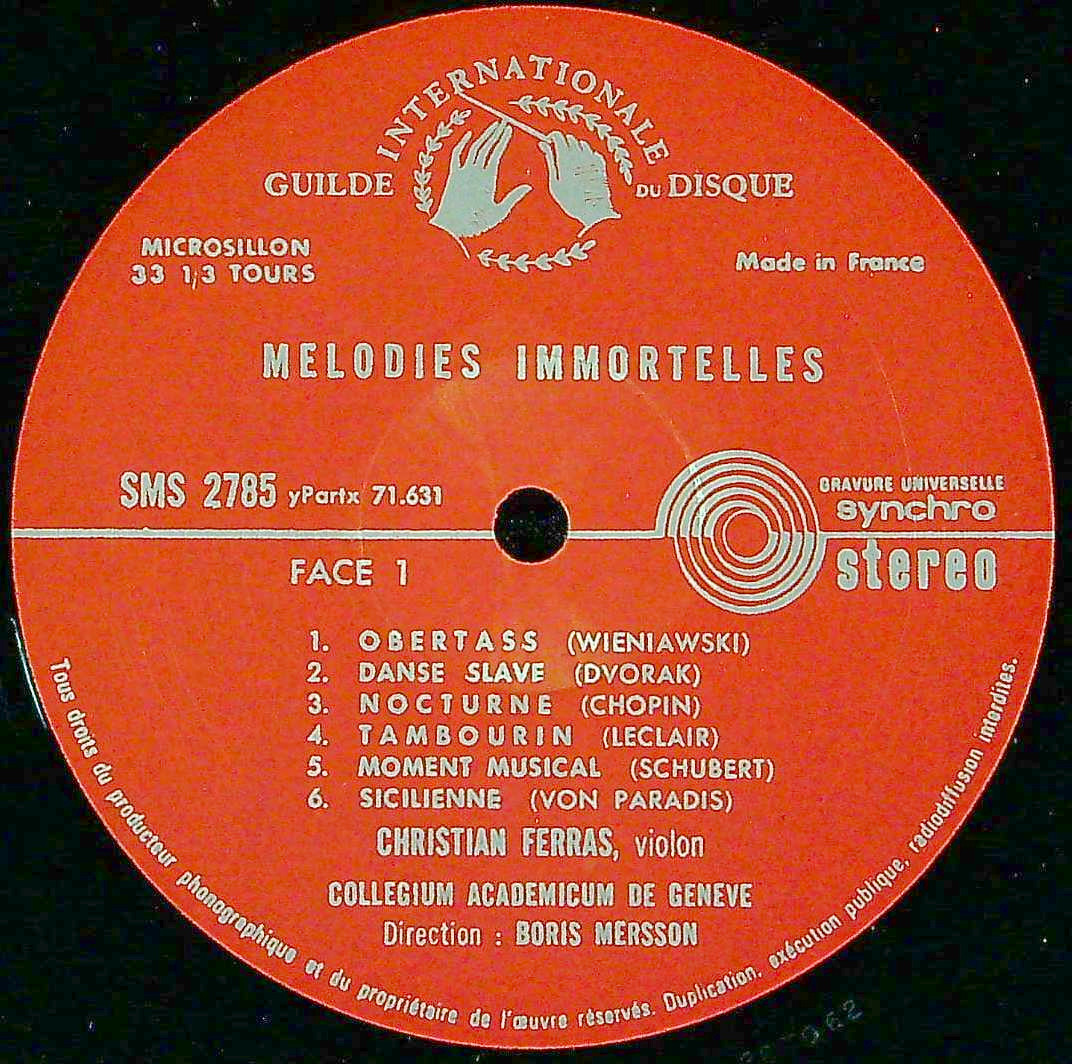 INTERNATIONALE
GUILDE DU DISQUE
MICROSILLON
33 1/3 TOURS
Made in France
MELODIES IMMORTELLES
SMS 2785 yPartx 71.631
GRAVURE UNIVERSELLE
synchro
stereo
FACE 1
1. OBERTASS (WIENIAWSKI)
2. DANSE SLAVE (DVORAK)
3. NOCTURNE (CHOPIN)
4. TAMBOURIN (LECLAIR)
5. MOMENT MUSICAL (SCHUBERT)
6. SICILIENNE (VON PARADIS)
CHRISTIAN FERRAS, violon
COLLEGIUM ACADEMICUM DE GENEVE
Direction : BORIS MERSSON
Tous droits du producteur phonographique et du propriétaire de l'œuvre réservés. Duplication, exécution publique, radiodiffusion interdites.